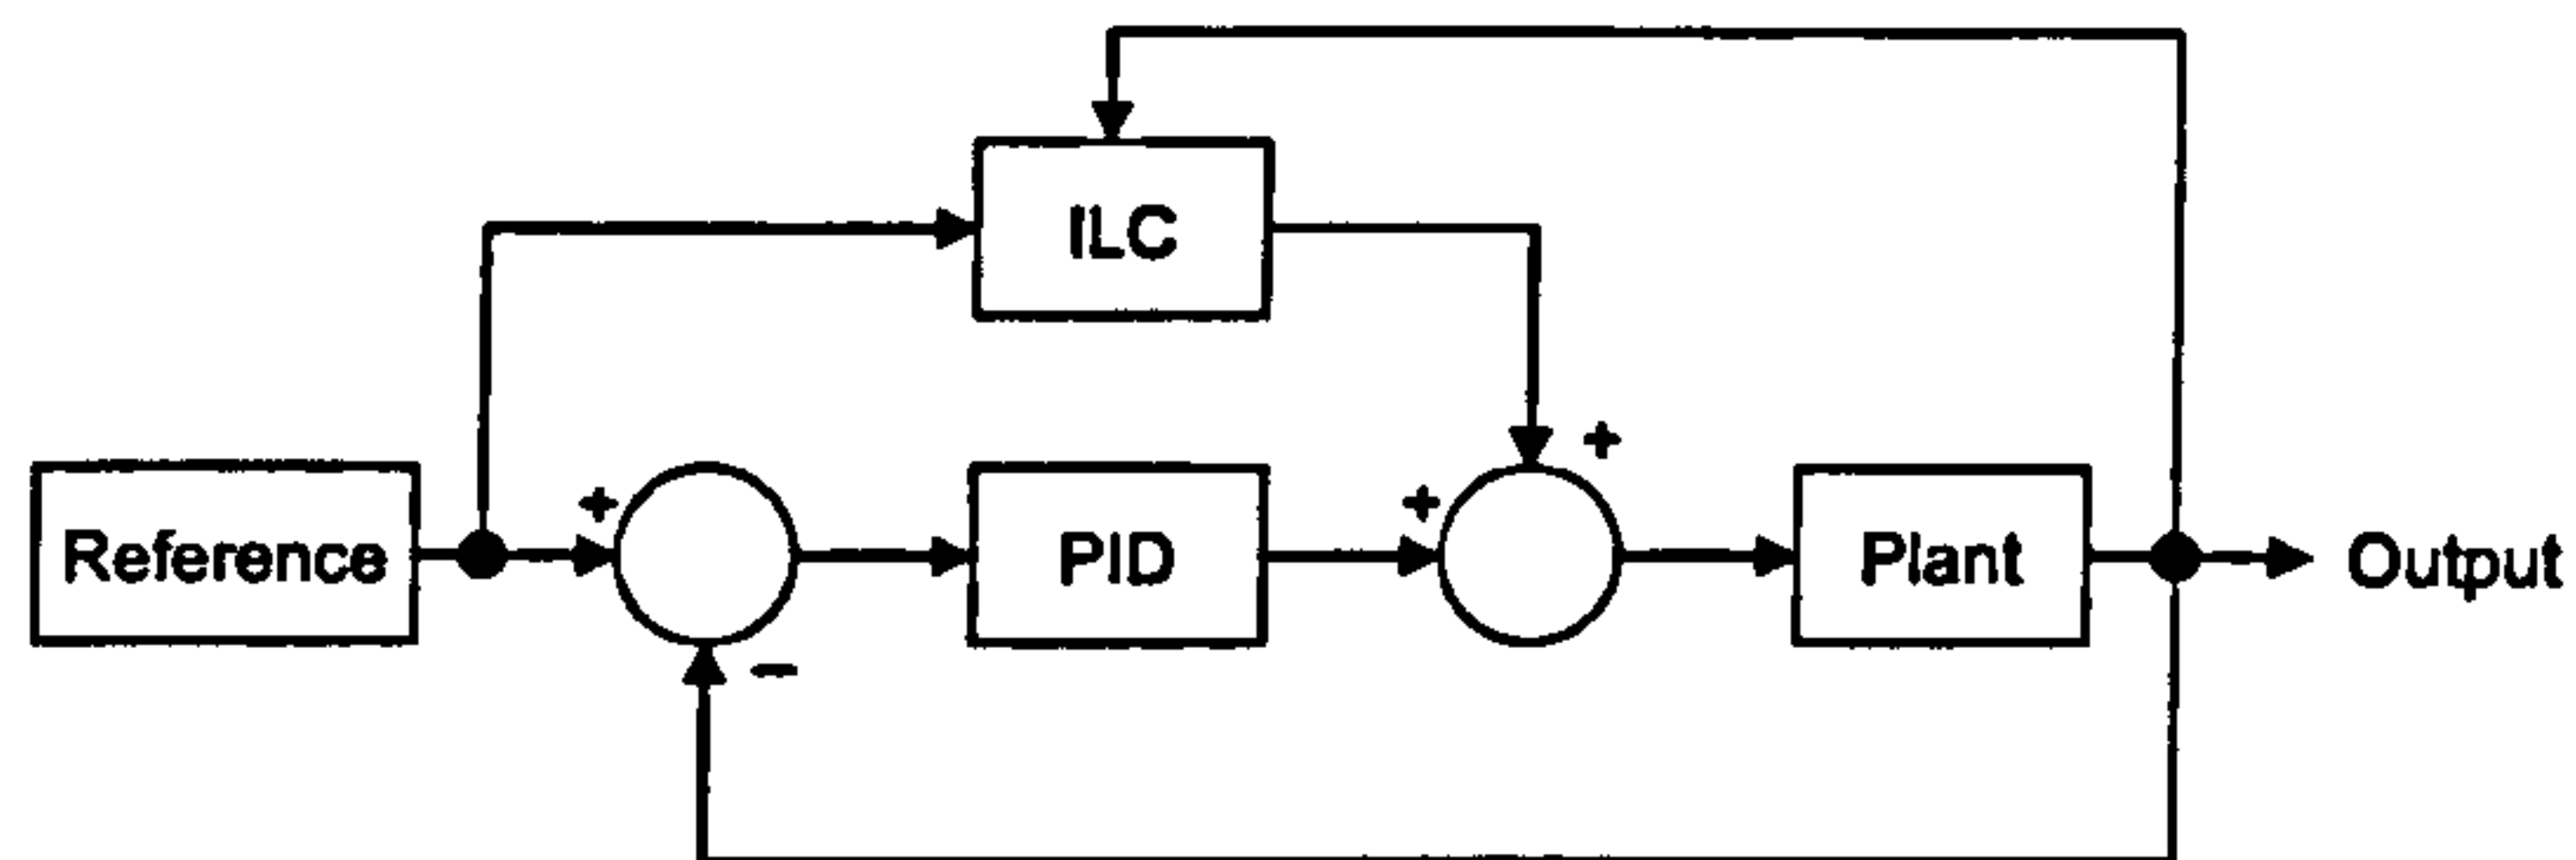 ILC
+
+
+
Reference
PID
Plant
Output
−